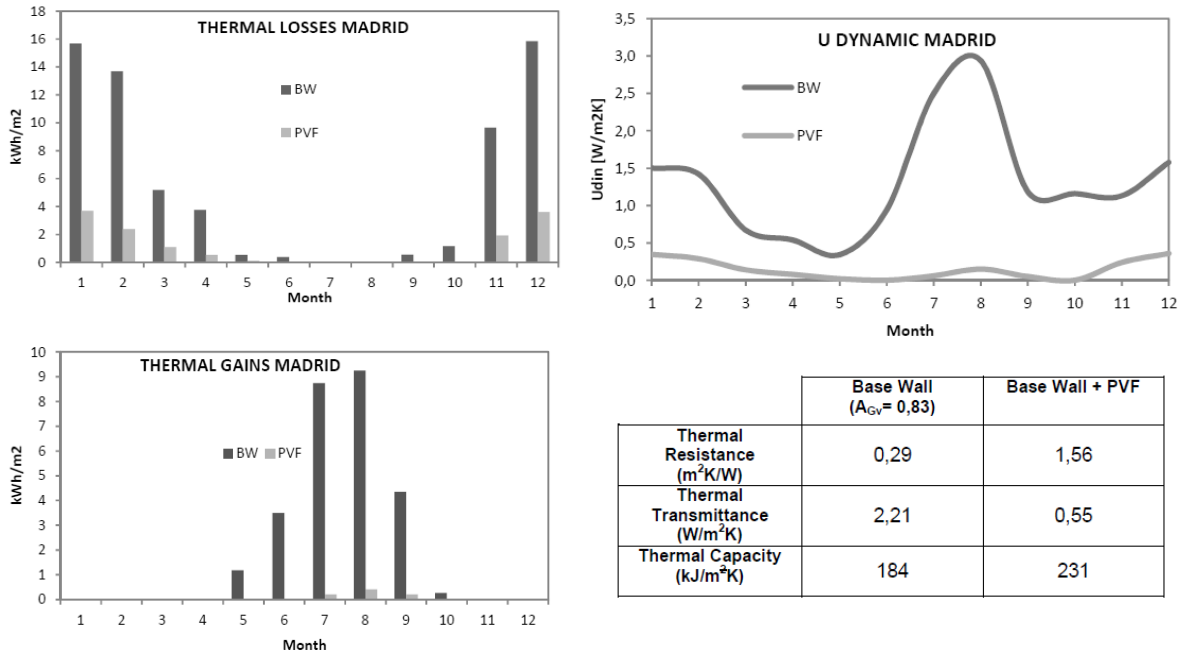 THERMAL LOSSES MADRID
18
16
14
12
10
8
6
4
2
0
kWh/m2
BW
PVF
1 2 3 4 5 6 7 8 9 10 11 12
Month
U DYNAMIC MADRID
3,5
3,0
2,5
2,0
1,5
1,0
0,5
0,0
Udin [W/m2K]
BW
PVF
1 2 3 4 5 6 7 8 9 10 11 12
Month
THERMAL GAINS MADRID
10
9
8
7
6
5
4
3
2
1
0
kWh/m2
BW PVF
1 2 3 4 5 6 7 8 9 10 11 12
Month
Base Wall Base Wall + PVF
(AGv= 0,83)
Thermal
Resistance
(m²K/W)
0,29 1,56
Thermal
Transmittance
(W/m²K)
2,21 0,55
Thermal Capacity
(kJ/m²K)
184 231